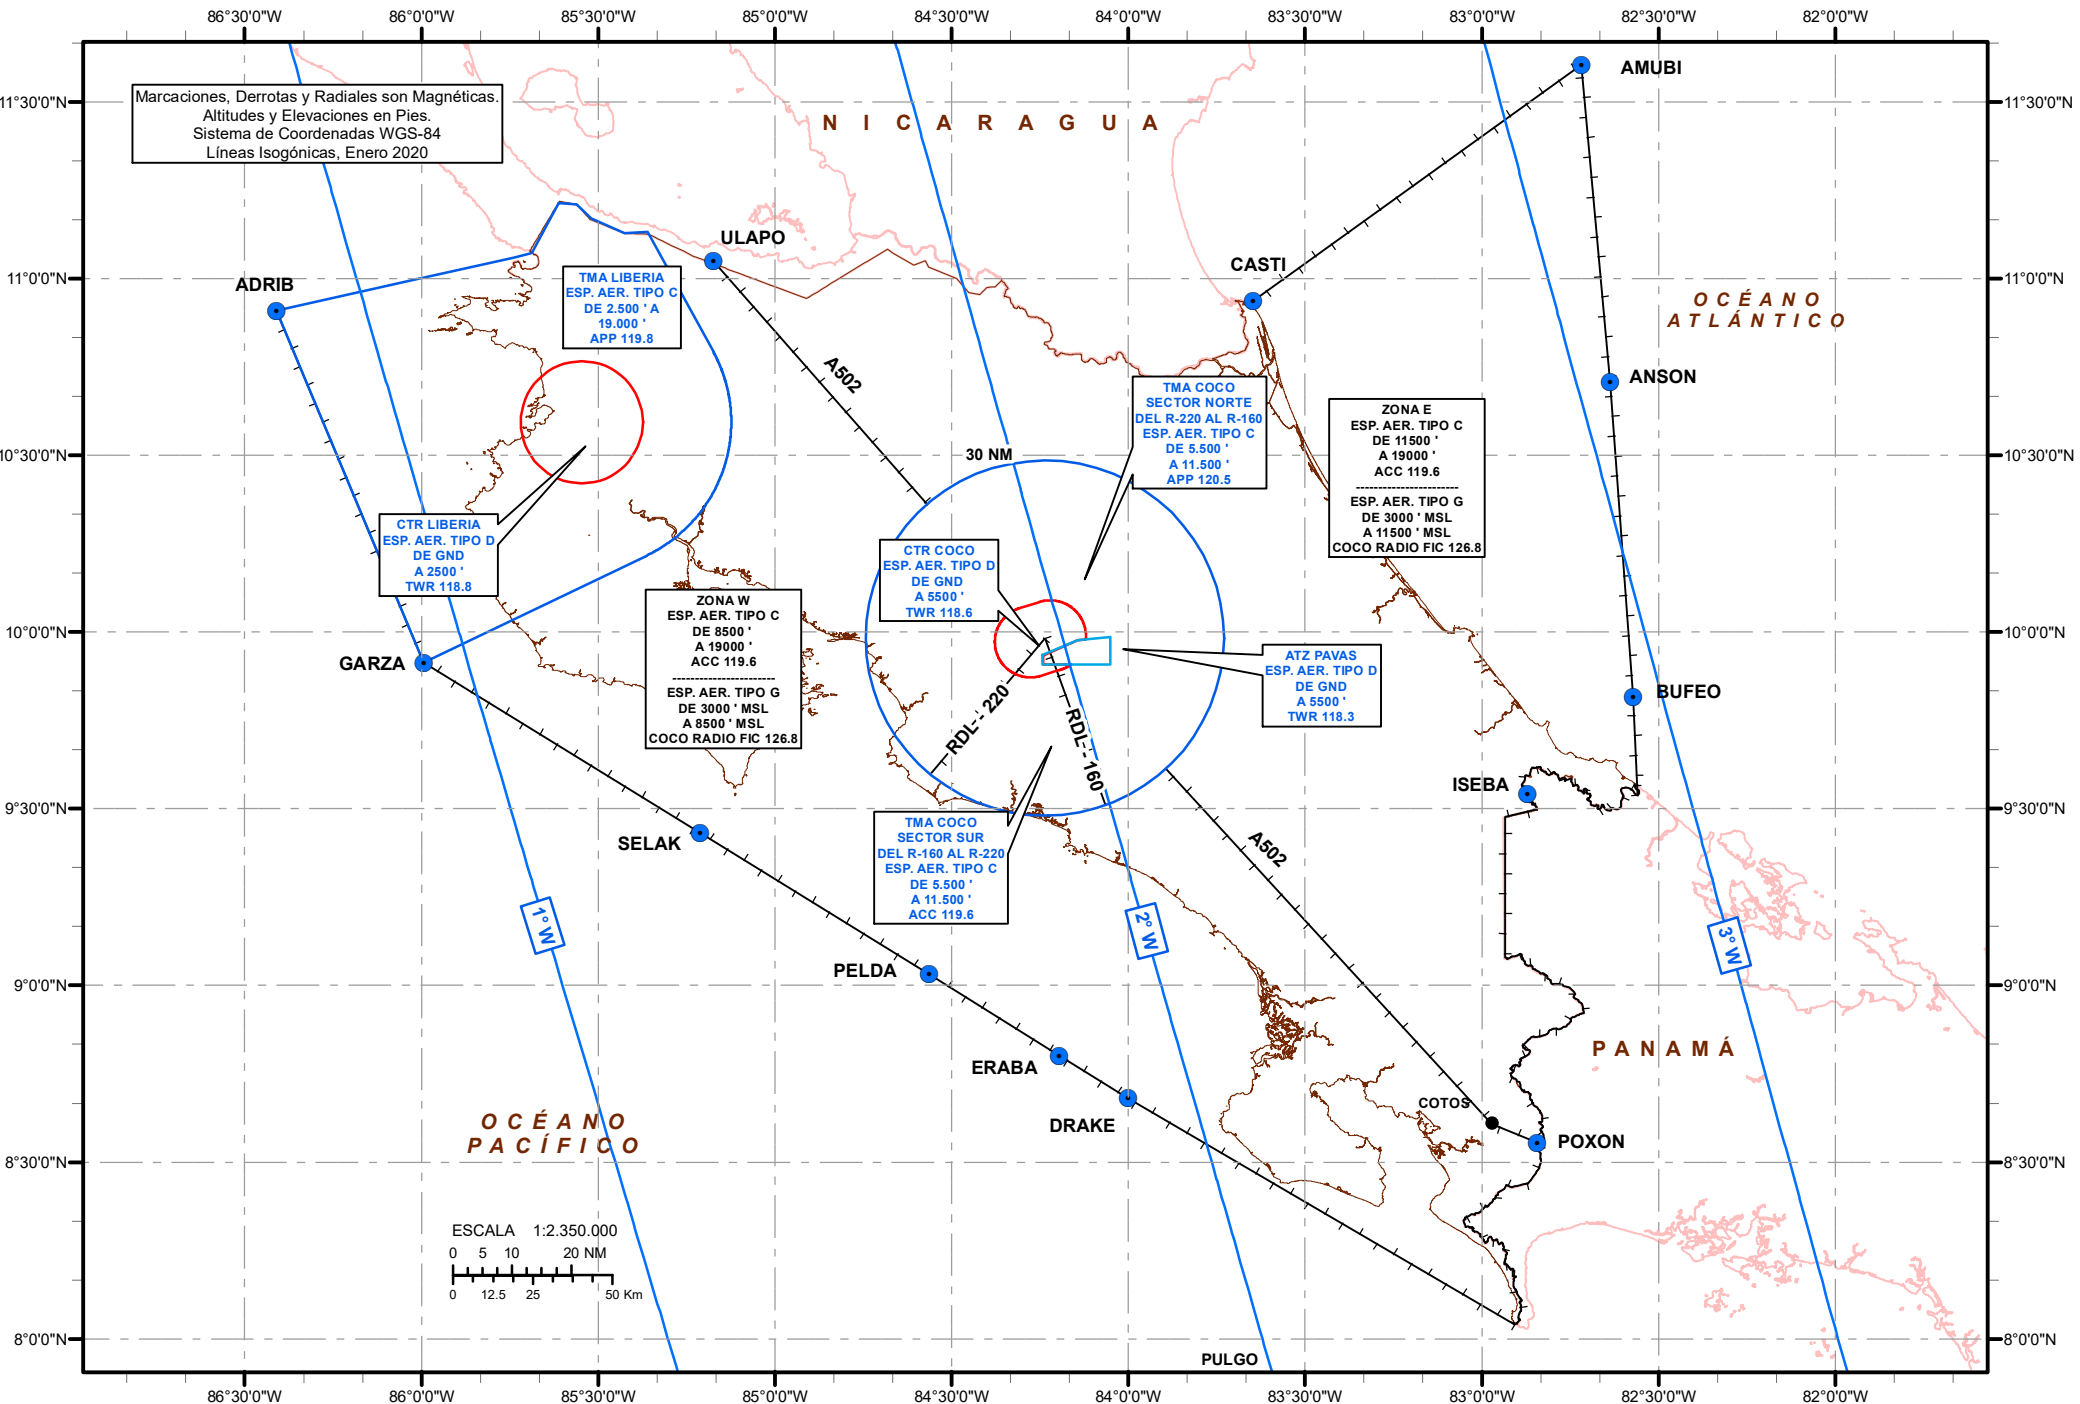 86°30'0"W 86°0'0"W 85°30'0"W 85°0'0"W 84°30'0"W 84°0'0"W 83°30'0"W 83°0'0"W 82°30'0"W 82°0'0"W
Marcaciones, Derrotas y Radiales son Magnéticas.
Altitudes y Elevaciones en Pies.
Sistema de Coordenadas WGS-84
Líneas Isogónicas, Enero 2020
AMUBI
11°30'0"N
11°30'0"N
NICARAGUA
ULAPO
CASTI
11°0'0"N
11°0'0"N
ADRIB
TMA LIBERIA
ESP. AER. TIPO C
DE 2.500 ' A
19.000 '
APP 119.8
OCÉANO
ATLÁNTICO
A502
ANSON
TMA COCO
SECTOR NORTE
DEL R-220 AL R-160
ESP. AER. TIPO C
DE 5.500 '
A 11.500 '
APP 120.5
ZONA E
ESP. AER. TIPO C
DE 11500 '
A 19000 '
ACC 119.6
-------------------------
ESP. AER. TIPO G
DE 3000 ' MSL
A 11500 ' MSL
COCO RADIO FIC 126.8
10°30'0"N
30 NM
10°30'0"N
CTR LIBERIA
ESP. AER. TIPO D
DE GND
A 2500 '
TWR 118.8
CTR COCO
ESP. AER. TIPO D
DE GND
A 5500 '
TWR 118.6
ZONA W
ESP. AER. TIPO C
DE 8500 '
A 19000 '
ACC 119.6
-------------------------
ESP. AER. TIPO G
DE 3000 ' MSL
A 8500 ' MSL
COCO RADIO FIC 126.8
10°0'0"N
10°0'0"N
GARZA
ATZ PAVAS
ESP. AER. TIPO D
DE GND
A 5500 '
TWR 118.3
BUFEO
RDL - 220
RDL - 160
ISEBA
9°30'0"N
9°30'0"N
SELAK
TMA COCO
SECTOR SUR
DEL R-160 AL R-220
ESP. AER. TIPO C
DE 5.500 '
A 11.500 '
ACC 119.6
A502
1° W
2° W
3° W
PELDA
9°0'0"N
9°0'0"N
PANAMÁ
ERABA
COTOS
DRAKE
POXON
OCÉANO
PACÍFICO
8°30'0"N
8°30'0"N
ESCALA 1:2.350.000
0 5 10 20 NM
0 12.5 25 50 Km
8°0'0"N
8°0'0"N
PULGO
86°30'0"W 86°0'0"W 85°30'0"W 85°0'0"W 84°30'0"W 84°0'0"W 83°30'0"W 83°0'0"W 82°30'0"W 82°0'0"W